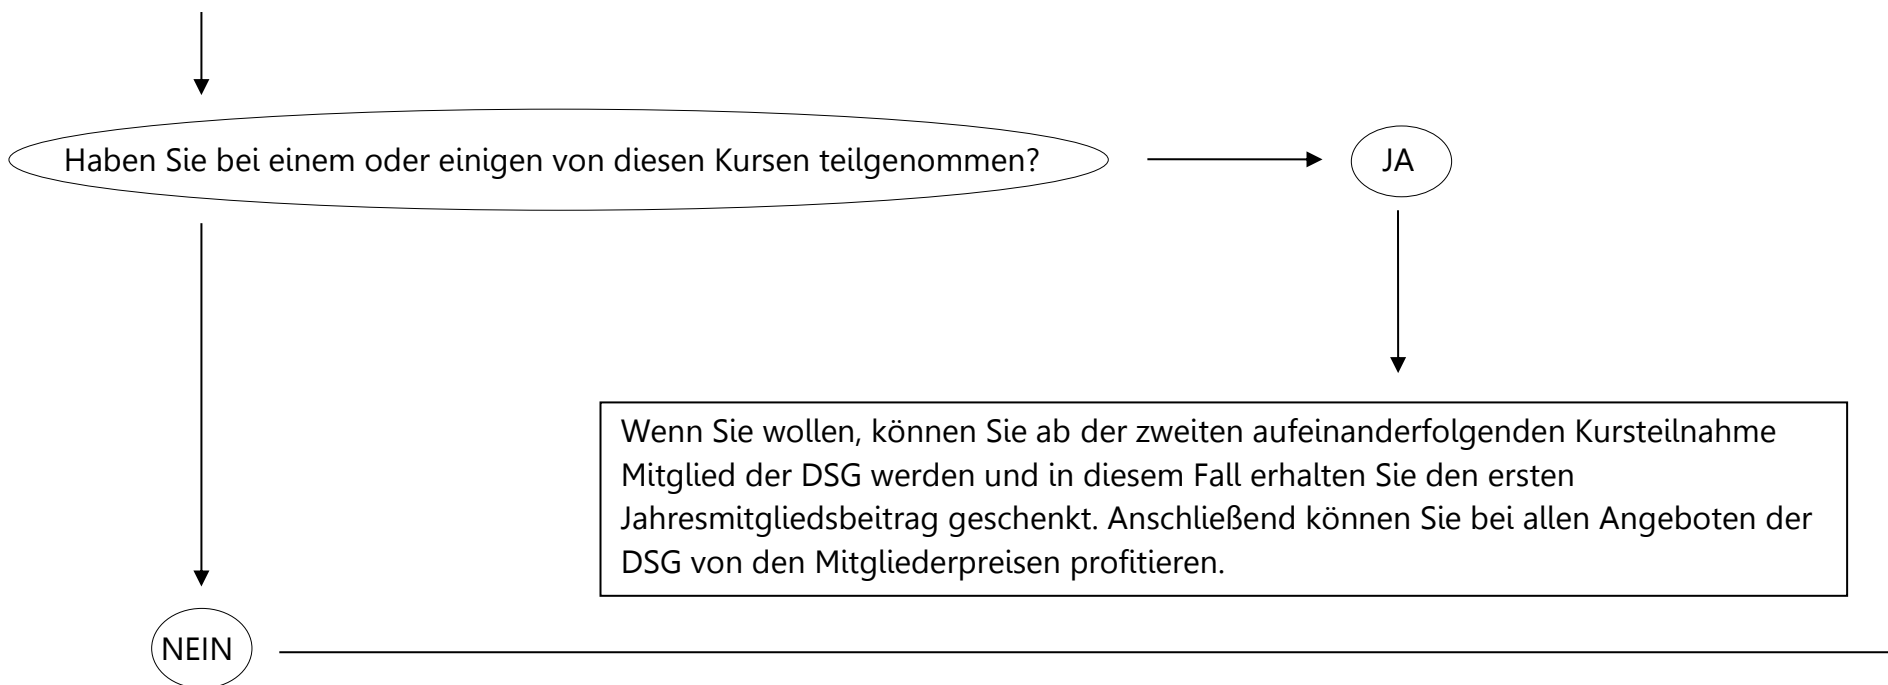 Haben Sie bei einem oder einigen von diesen Kursen teilgenommen?
JA
Wenn Sie wollen, können Sie ab der zweiten aufeinanderfolgenden Kursteilnahme
Mitglied der DSG werden und in diesem Fall erhalten Sie den ersten
Jahresmitgliedsbeitrag geschenkt. Anschließend können Sie bei allen Angeboten der
DSG von den Mitgliederpreisen profitieren.
NEIN